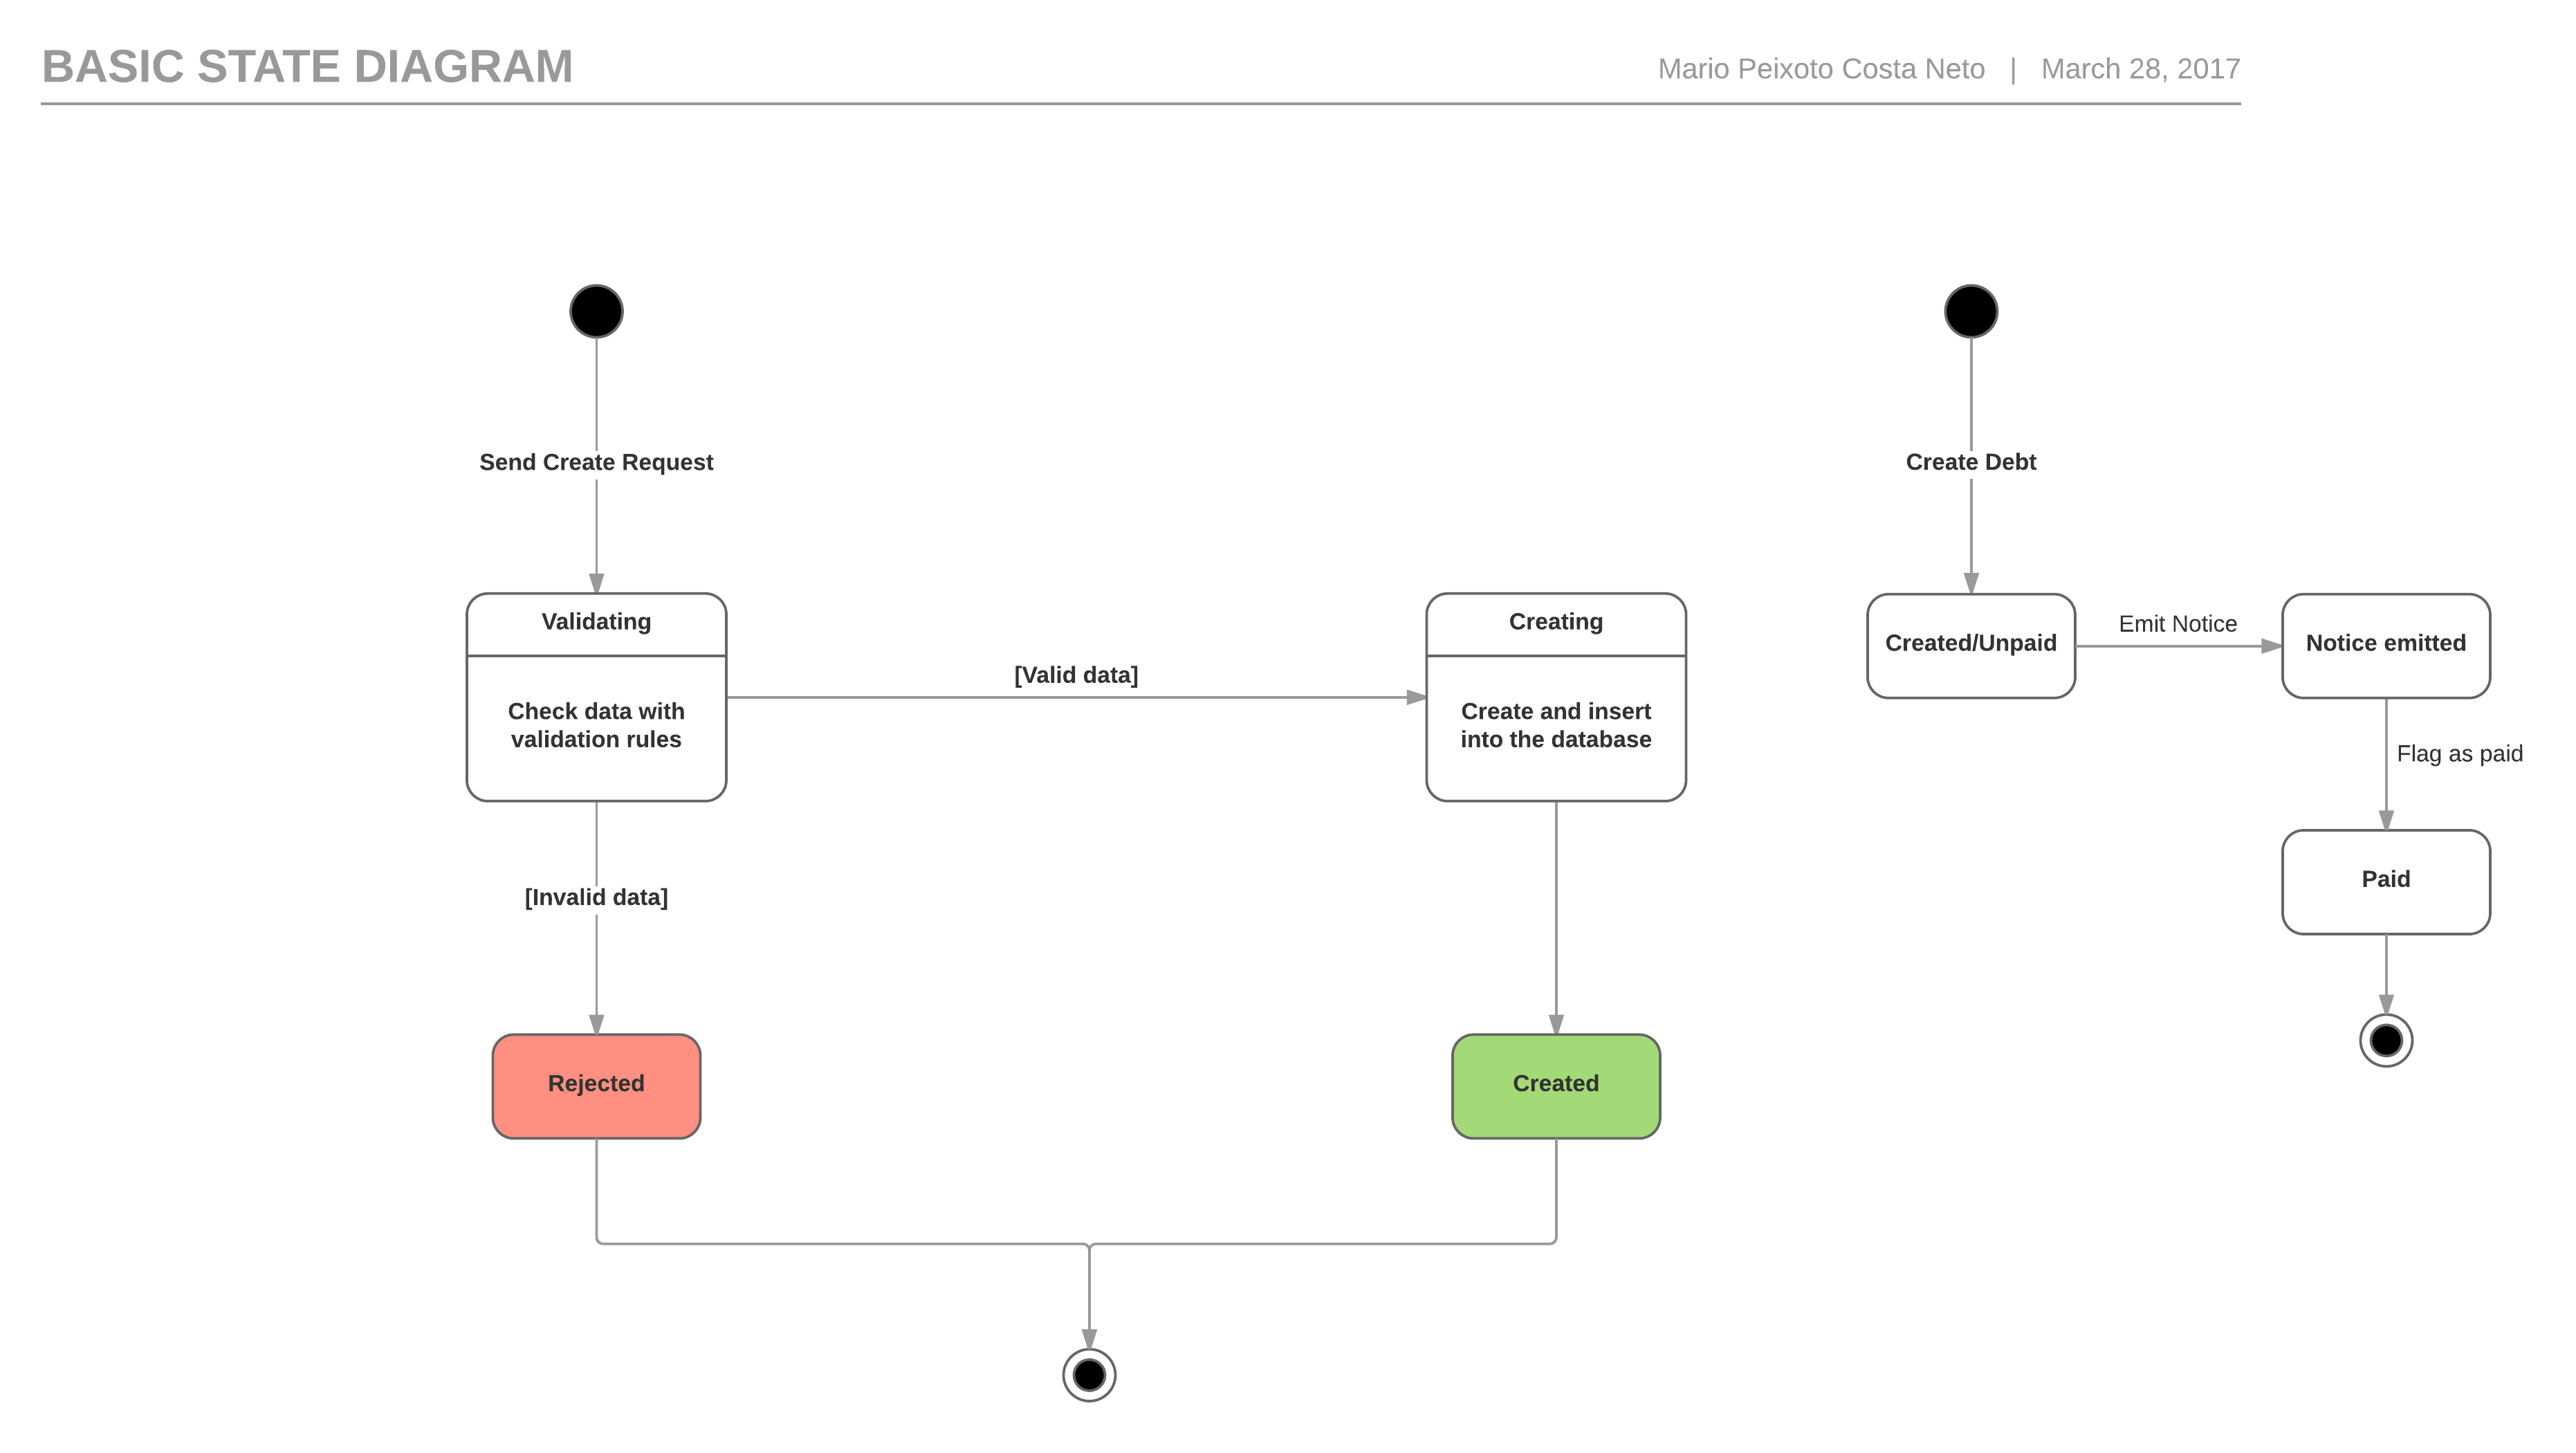 BASIC STATE DIAGRAM
Mario Peixoto Costa Neto | March 28, 2017
Send Create Request
Validating
Check data with
validation rules
[Valid data]
Creating
Create and insert
into the database
[Invalid data]
Rejected
Created
Create Debt
Created/Unpaid
Emit Notice
Notice emitted
Flag as paid
Paid